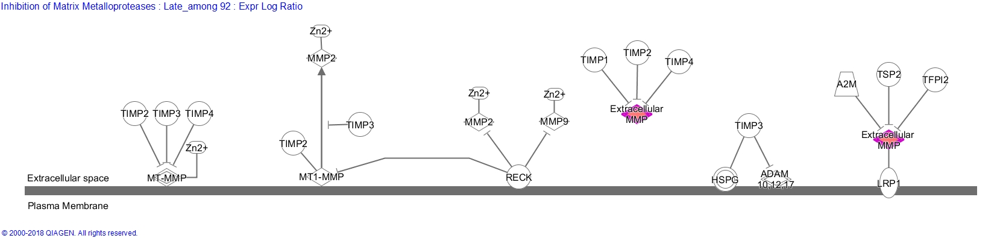 Inhibition of Matrix Metalloproteases : Late_among 92 : Expr Log Ratio
Zn2+
MMP2
TIMP1
TIMP2
TIMP4
A2M
TSP2
TFPI2
Zn2+
Zn2+
TIMP2
TIMP3
TIMP4
Extracellular
MMP
MMP2
MMP9
TIMP3
TIMP3
Zn2+
TIMP2
Extracellular
MMP
Extracellular space
MT-MMP
MT1-MMP
RECK
HSPG
ADAM
10,12,17
LRP1
Plasma Membrane
© 2000-2018 QIAGEN. All rights reserved.